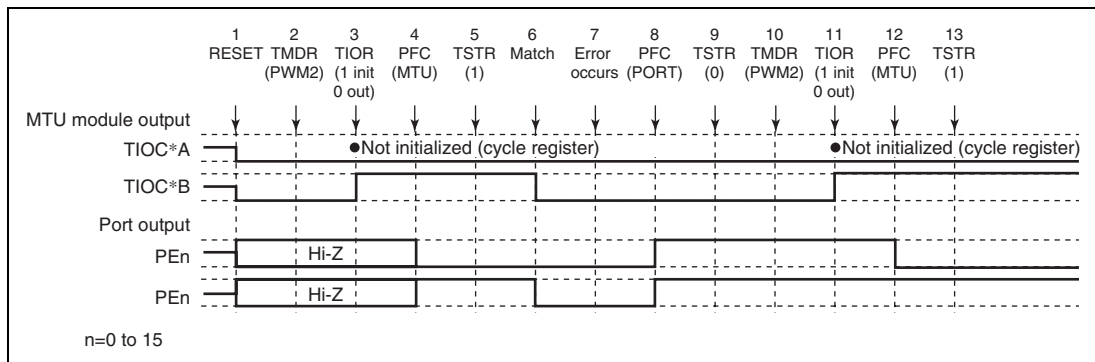 1 2 3 4 5 6 7 8 9 10 11 12 13
RESET TMDR TIOR PFC TSTR Match Error PFC TSTR TMDR TIOR PFC TSTR
(PWM2) (1 init (MTU) (1) occurs (PORT) (0) (PWM2) (1 init (MTU) (1)
0 out) 0 out)
MTU module output
TIOC*A ●Not initialized (cycle register) ●Not initialized (cycle register)
TIOC*B
Port output
PEn Hi-Z
PEn Hi-Z
n=0 to 15